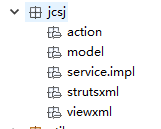 jcsj
action
model
service.impl
strutsxml
viewxml